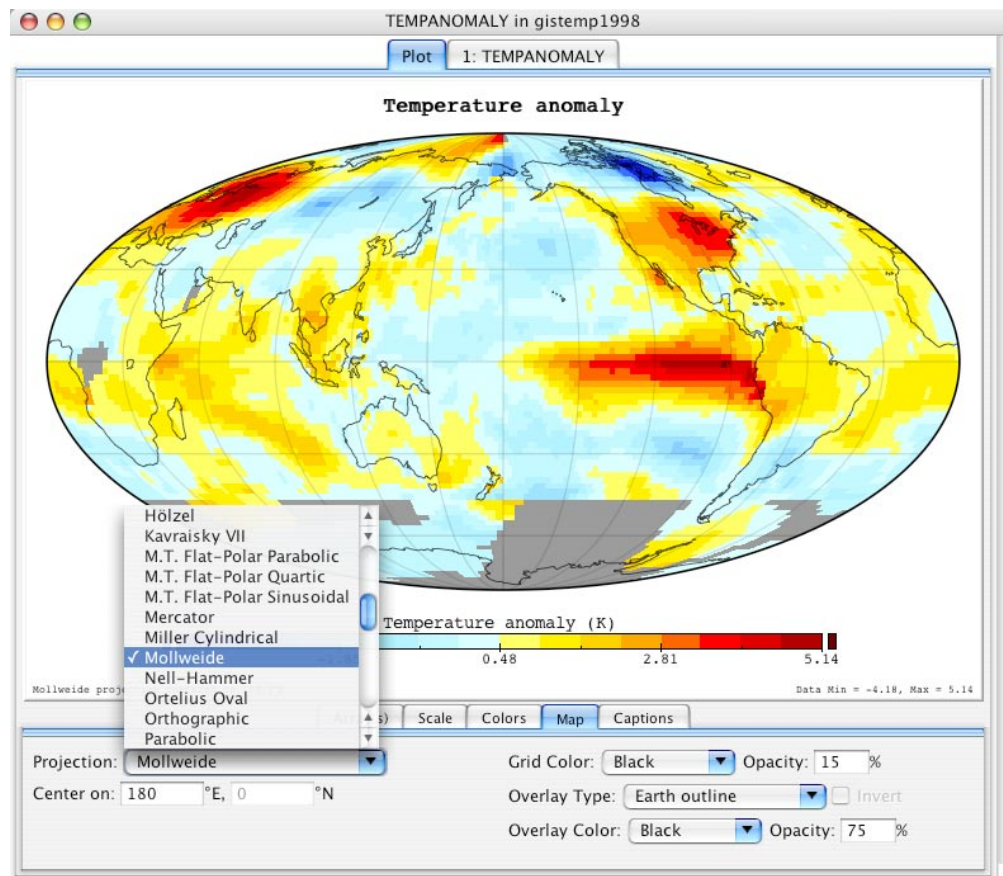 TEMPANOMALY in gistemp1998
Plot 1: TEMPANOMALY
Temperature anomaly
Hölzel
Kavraisky VII
M.T. Flat-Polar Parabolic
M.T. Flat-Polar Quartic
M.T. Flat-Polar Sinusoidal
Mercator
Miller Cylindrical
✓ Mollweide
Nell-Hammer
Ortelius Oval
Orthographic
Parabolic
Temperature anomaly (K)
0.48 2.81 5.14
Mollweide Data Min = -4.18, Max = 5.14
Scale Colors Map Captions
Projection: Mollweide
Center on: 180 °E, 0 °N
Grid Color: Black Opacity: 15 %
Overlay Type: Earth outline Invert
Overlay Color: Black Opacity: 75 %